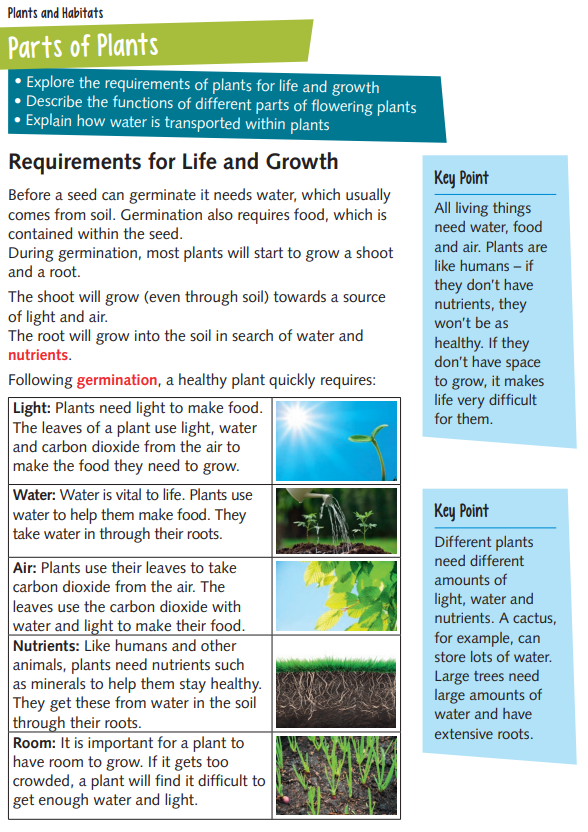 Plants and Habitats
Parts of Plants
• Explore the requirements of plants for life and growth
• Describe the functions of different parts of flowering plants
• Explain how water is transported within plants
Requirements for Life and Growth
Before a seed can germinate it needs water, which usually
comes from soil. Germination also requires food, which is
contained within the seed.
During germination, most plants will start to grow a shoot
and a root.
The shoot will grow (even through soil) towards a source
of light and air.
The root will grow into the soil in search of water and
nutrients.
Following germination, a healthy plant quickly requires:
Light: Plants need light to make food.
The leaves of a plant use light, water
and carbon dioxide from the air to
make the food they need to grow.
Water: Water is vital to life. Plants use
water to help them make food. They
take water in through their roots.
Air: Plants use their leaves to take
carbon dioxide from the air. The
leaves use the carbon dioxide with
water and light to make their food.
Nutrients: Like humans and other
animals, plants need nutrients such
as minerals to help them stay healthy.
They get these from water in the soil
through their roots.
Room: It is important for a plant to
have room to grow. If it gets too
crowded, a plant will find it difficult to
get enough water and light.
Key Point
All living things
need water, food
and air. Plants are
like humans – if
they don't have
nutrients, they
won't be as
healthy. If they
don't have space
to grow, it makes
life very difficult
for them.
Key Point
Different plants
need different
amounts of
light, water and
nutrients. A cactus,
for example, can
store lots of water.
Large trees need
large amounts of
water and have
extensive roots.